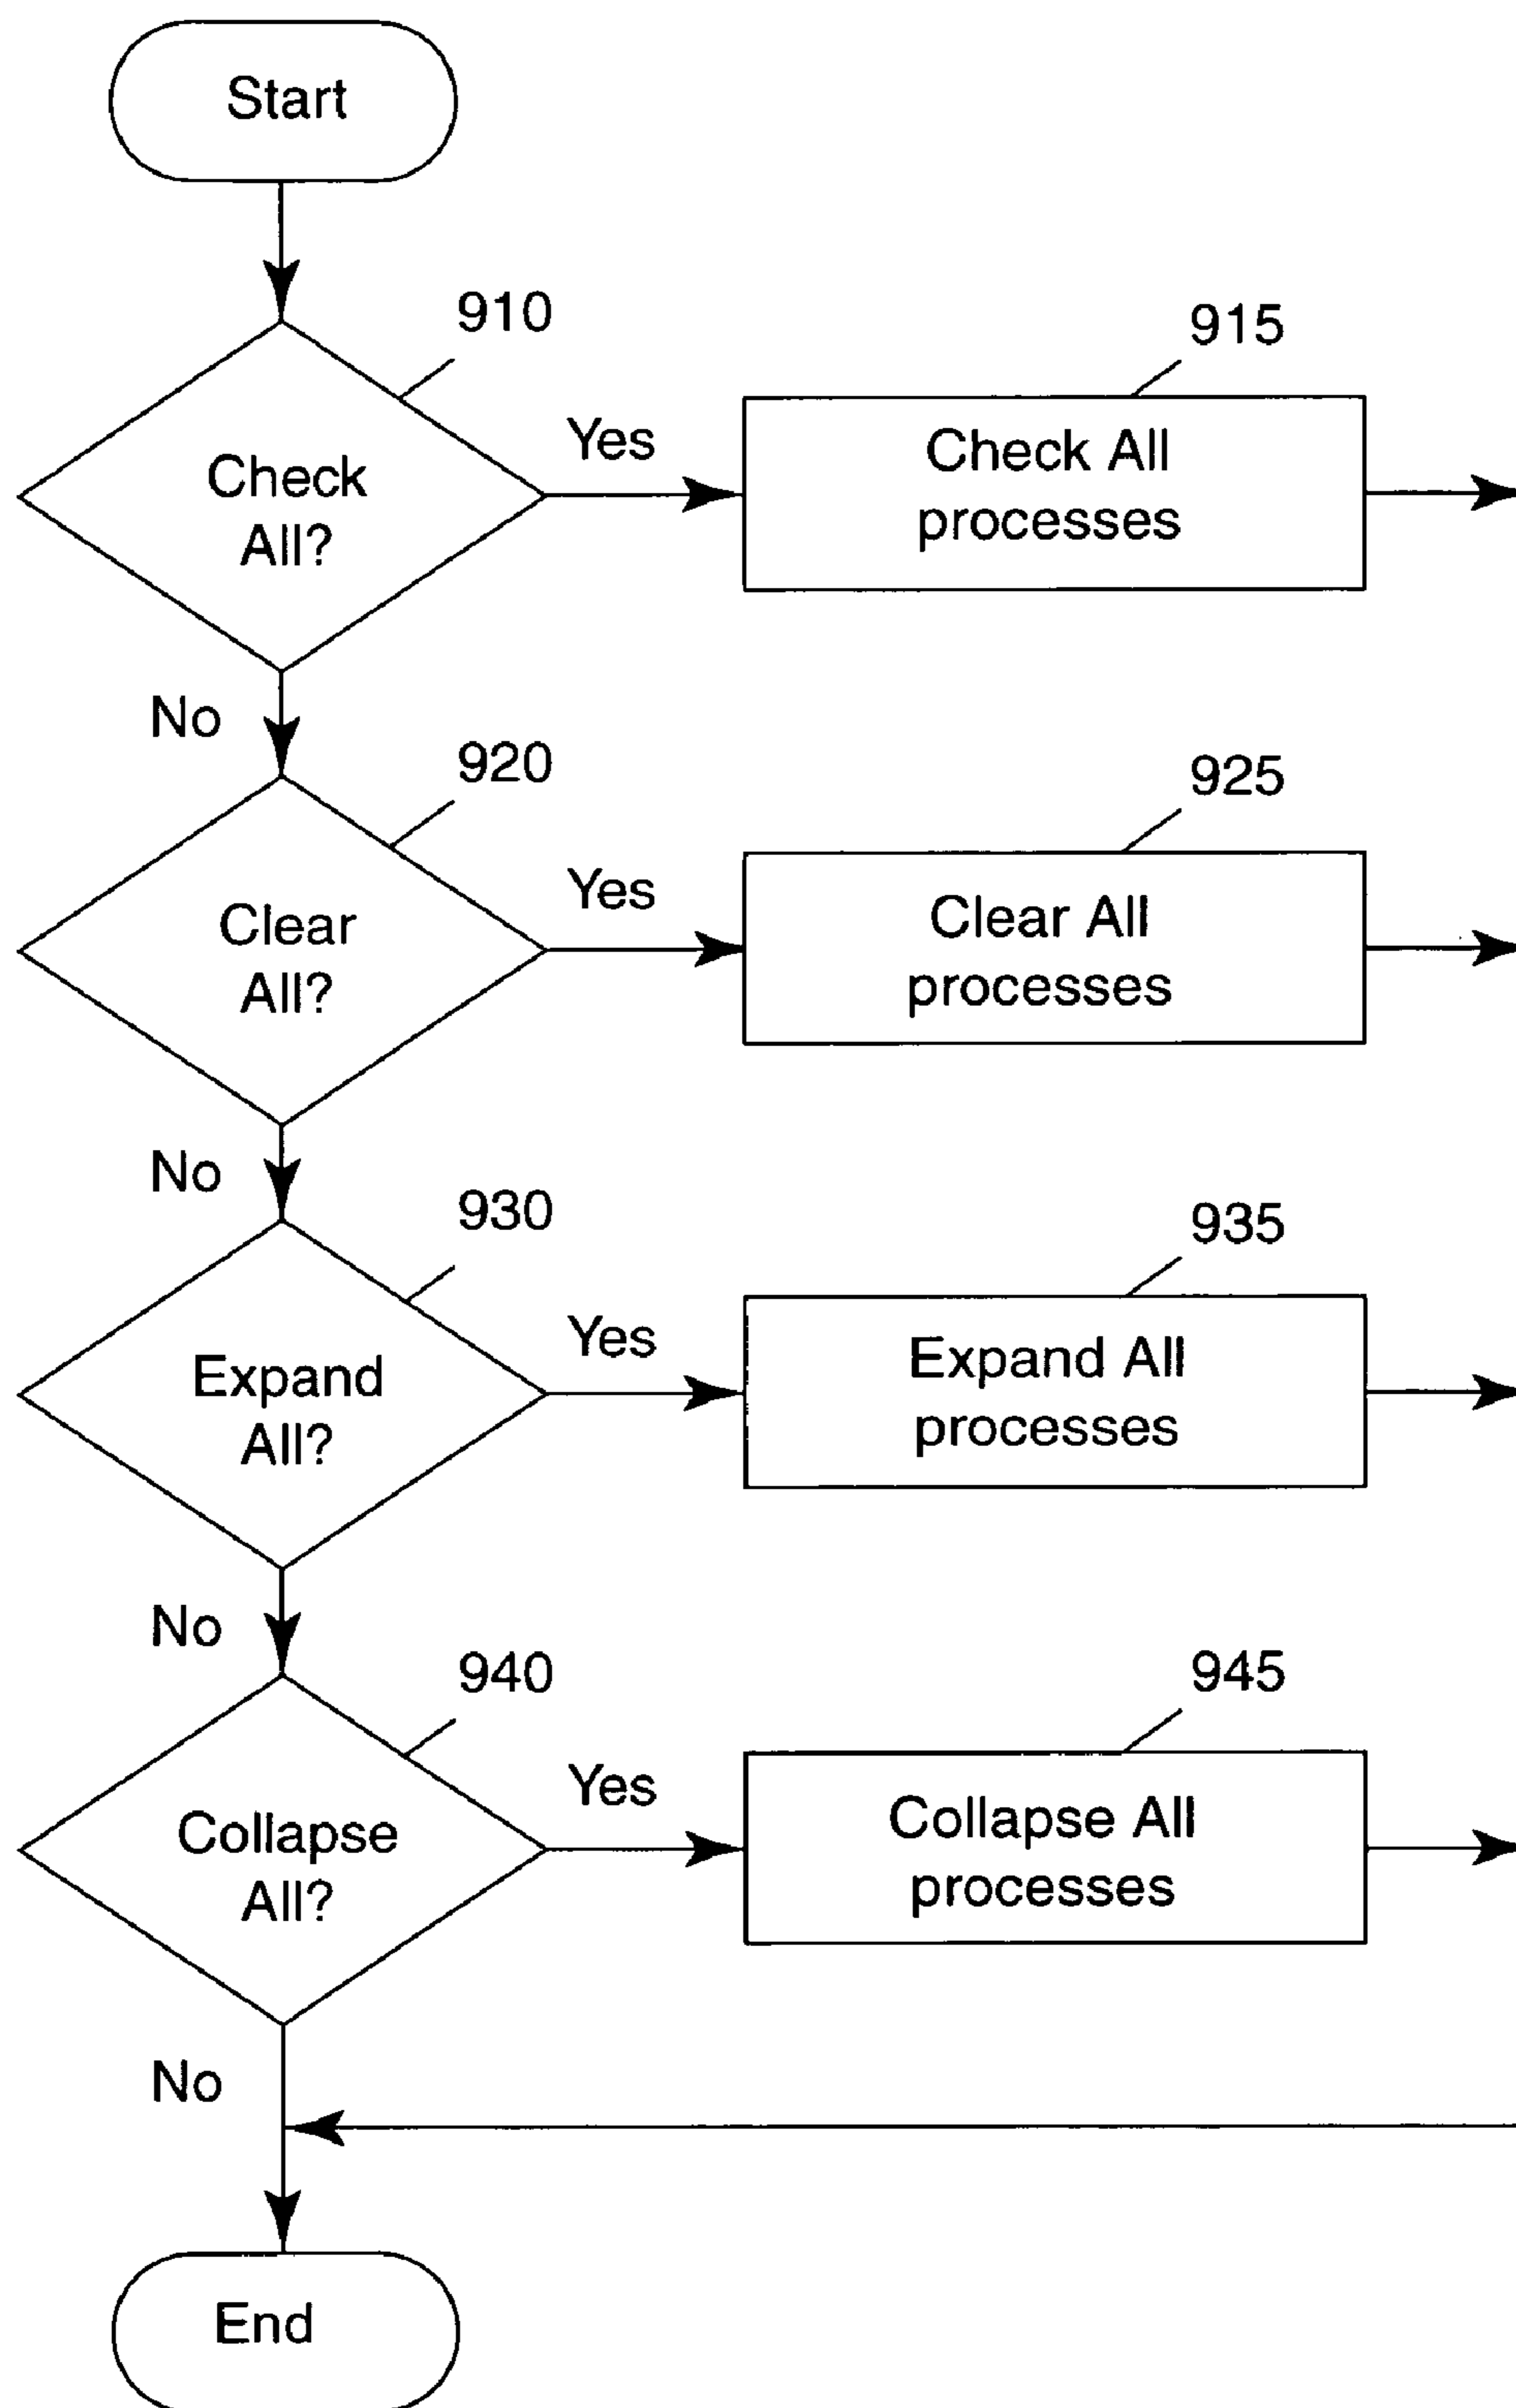 Start
910
Check
All?
Yes
915
Check All
processes
No
920
Clear
All?
Yes
925
Clear All
processes
No
930
Expand
All?
Yes
935
Expand All
processes
No
940
Collapse
All?
Yes
945
Collapse All
processes
No
End